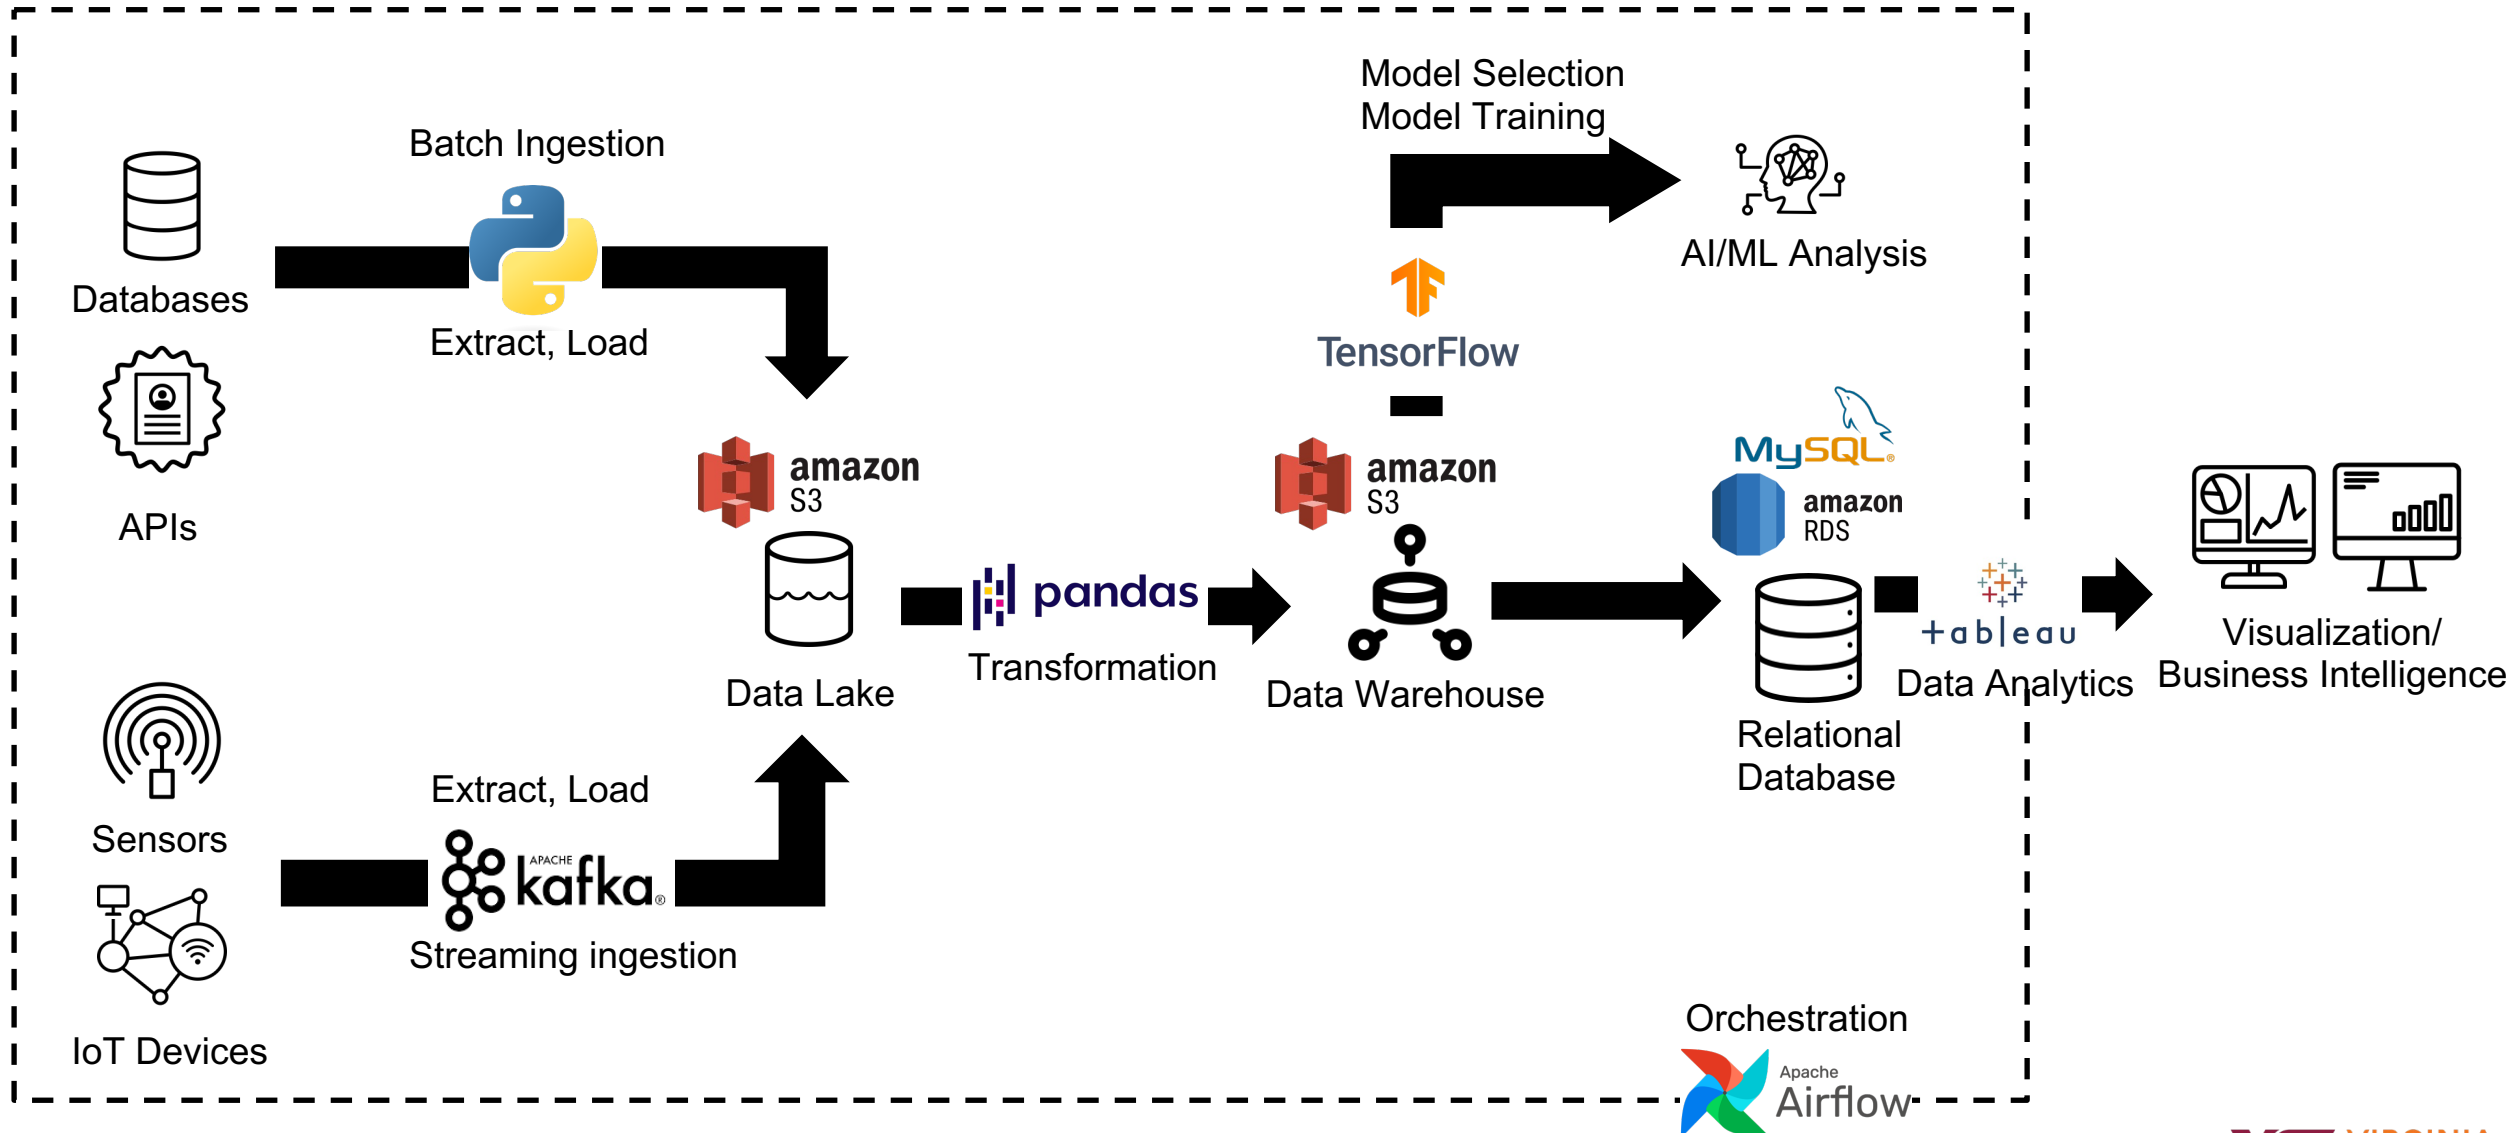 Model Selection
Model Training
Batch Ingestion
Databases
Extract, Load
AI/ML Analysis
TensorFlow
APIs
amazon
S3
amazon
S3
MySQL®
amazon
RDS
pandas
Transformation
Data Lake
Data Warehouse
+ableau
Data Analytics
Visualization/
Business Intelligence
Relational
Database
Sensors
Extract, Load
APACHE
kafka®
Streaming ingestion
IoT Devices
Orchestration
Apache
Airflow